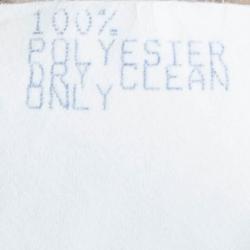 100%
POLYESTER
DRY CLEAN
ONLY